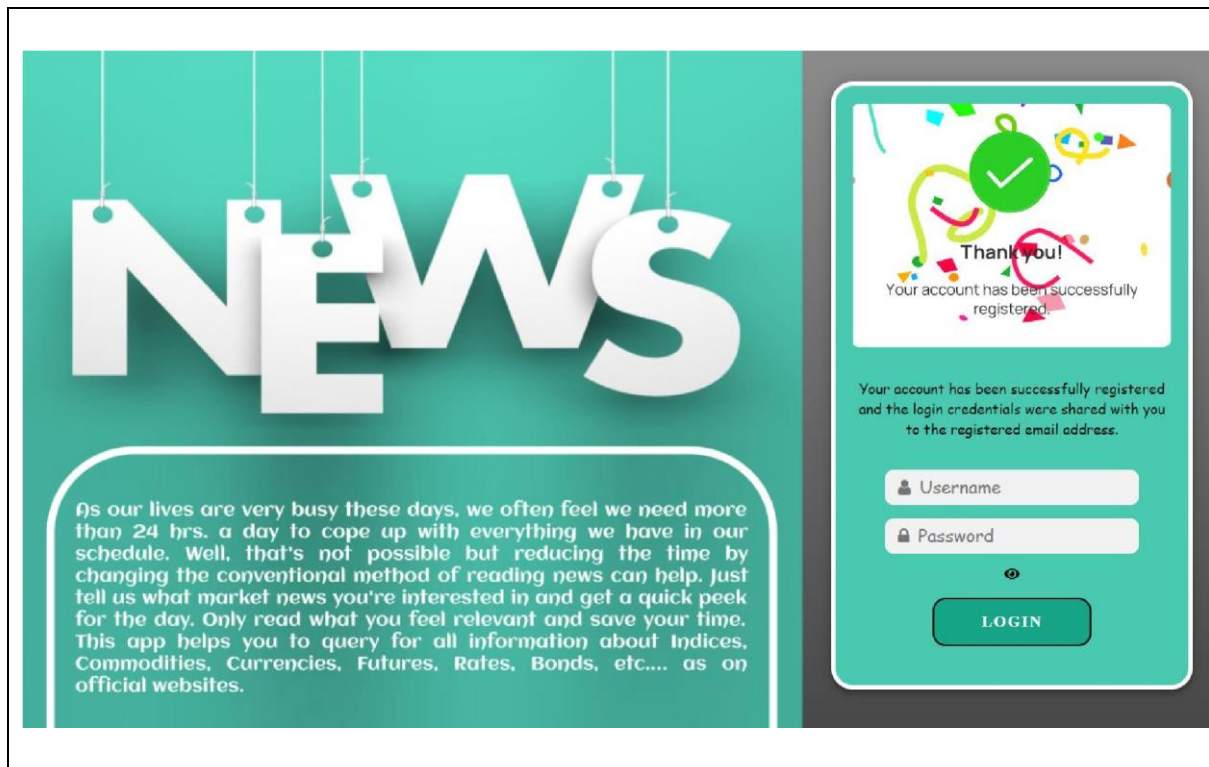 NEWS
As our lives are very busy these days, we often feel we need more
than 24 hrs. a day to cope up with everything we have in our
schedule. Well, that's not possible but reducing the time by
changing the conventional method of reading news can help. Just
tell us what market news you're interested in and get a quick peek
for the day. Only read what you feel relevant and save your time.
This app helps you to query for all information about Indices,
Commodities, Currencies, Futures, Rates, Bonds, etc.... as on
official websites.
Thank you!
Your account has been successfully
registered.
Your account has been successfully registered
and the login credentials were shared with you
to the registered email address.
Username
Password
LOGIN